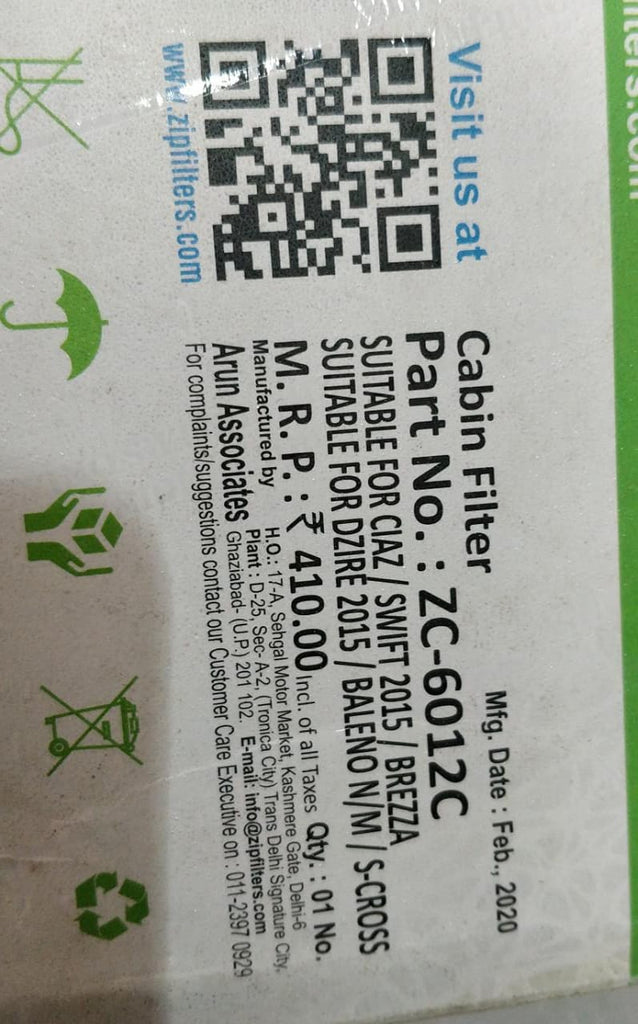 Visit us at
www.zipfilters.com
Mfg. Date : Feb., 2020
Cabin Filter
Part No. : ZC-6012C
SUITABLE FOR CIAZ / SWIFT 2015 / BREZZA
SUITABLE FOR DZIRE 2015 / BALENO N/M / S-CROSS
M. R. P. : ₹ 410.00 Incl. of all Taxes Qty. : 01 No.
Manufactured by H.O.: 17-A, Sehgal Motor Market, Kashmere Gate, Delhi-6
Arun Associates Plant : D-25, Sec- A-2, (Tronica City) Trans Delhi Signature City,
Ghaziabad- (U.P.) 201 102. E-mail: info@zipfilters.com
For complaints/suggestions contact our Customer Care Executive on : 011-2397 0929